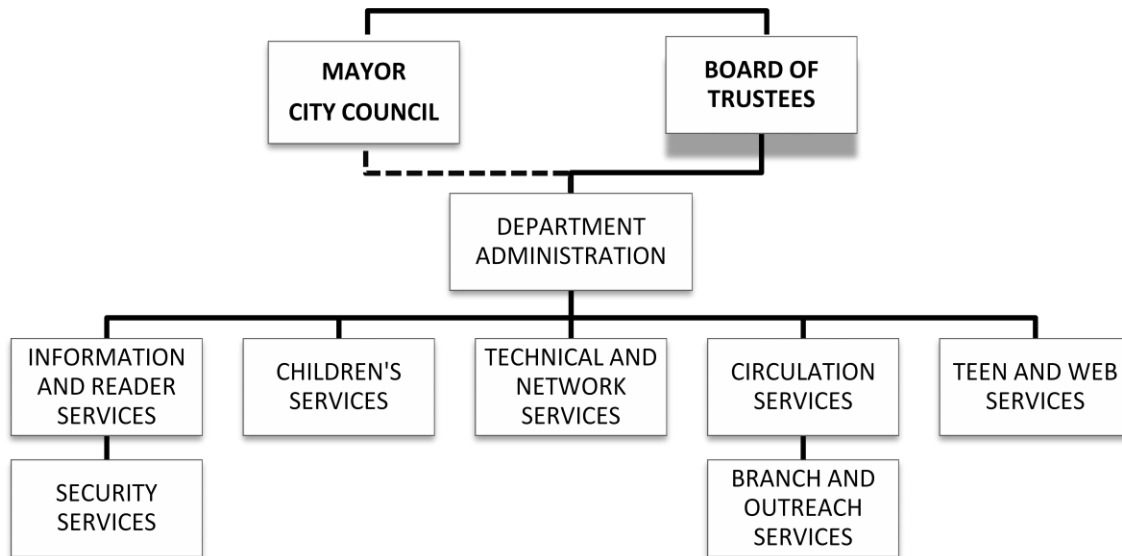 MAYOR
CITY COUNCIL
BOARD OF
TRUSTEES
DEPARTMENT
ADMINISTRATION
INFORMATION
AND READER
SERVICES
CHILDREN'S
SERVICES
TECHNICAL AND
NETWORK
SERVICES
CIRCULATION
SERVICES
TEEN AND WEB
SERVICES
SECURITY
SERVICES
BRANCH AND
OUTREACH
SERVICES